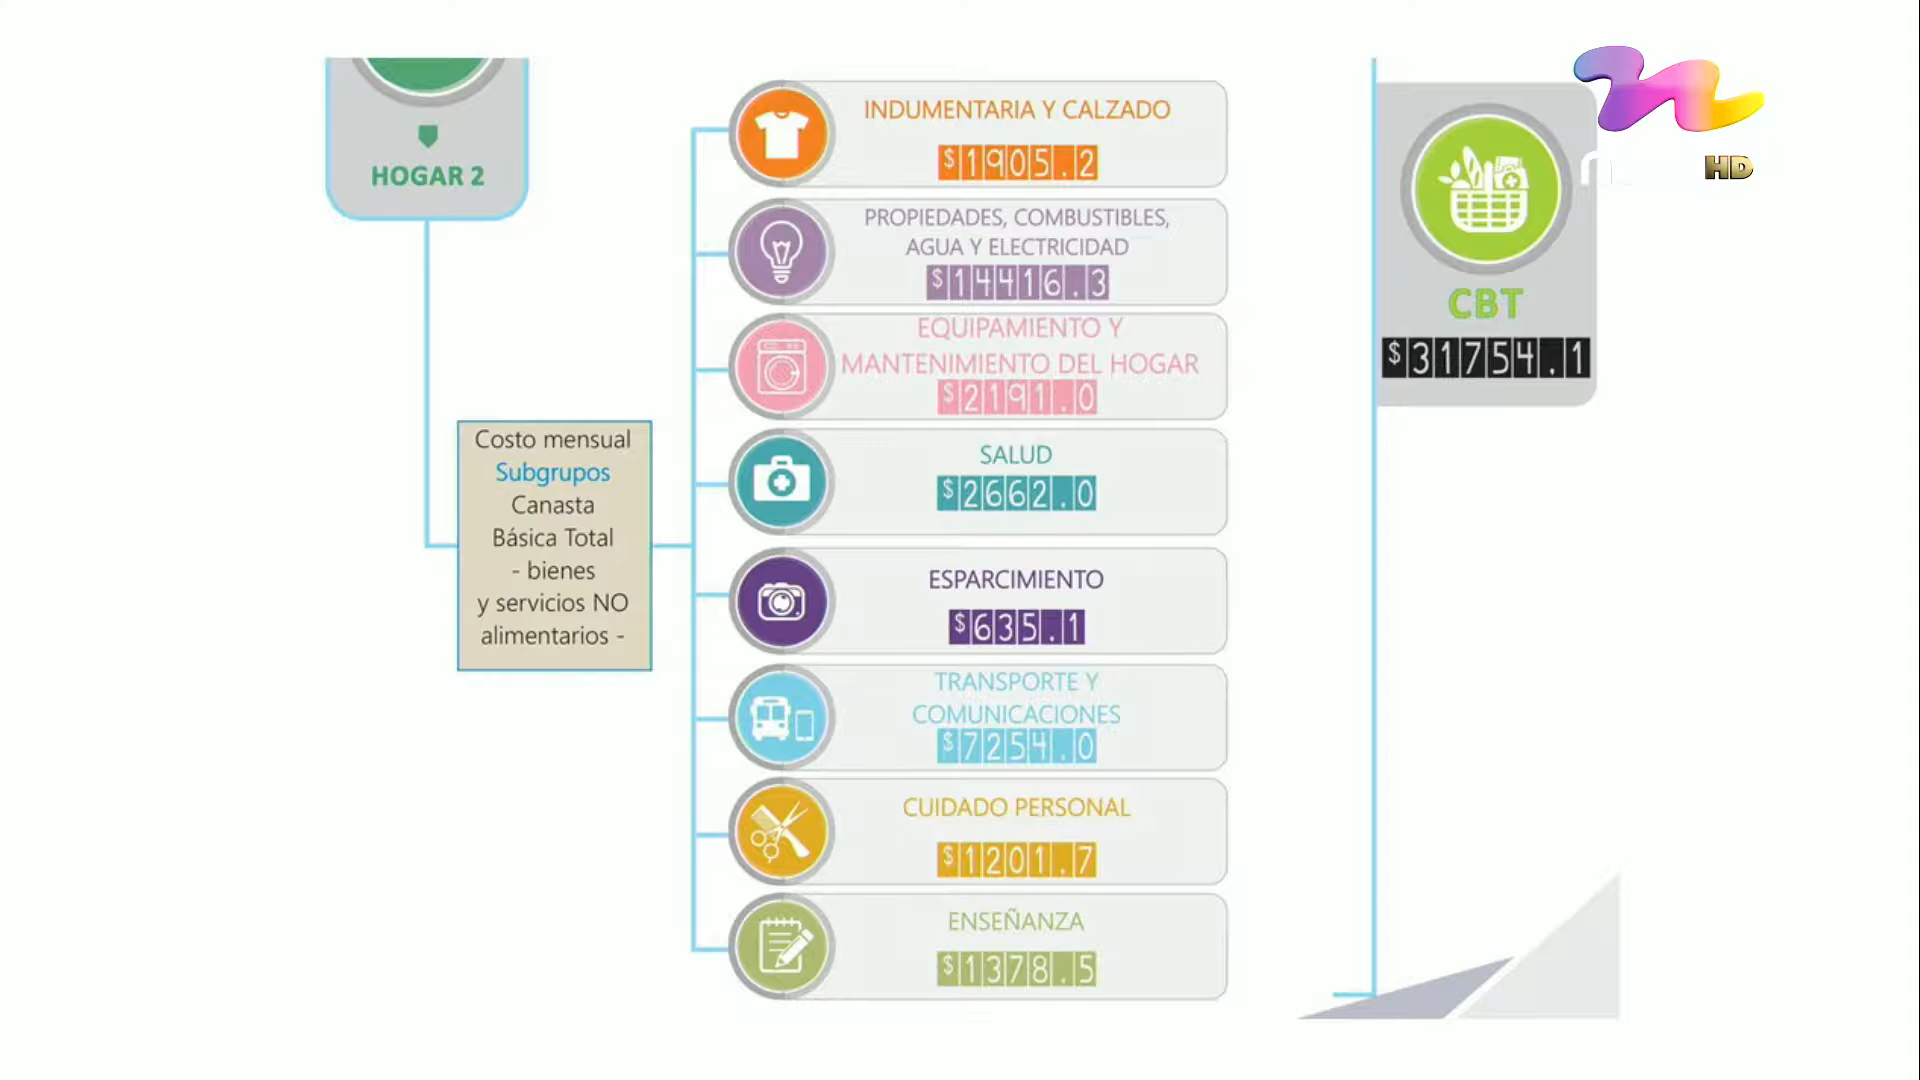 HOGAR 2
Costo mensual
Subgrupos
Canasta
Básica Total
- bienes
y servicios NO
alimentarios -
INDUMENTARIA Y CALZADO
$1905.2
PROPIEDADES, COMBUSTIBLES,
AGUA Y ELECTRICIDAD
$14416.3
EQUIPAMIENTO Y
MANTENIMIENTO DEL HOGAR
$2191.0
SALUD
$2662.0
ESPARCIMIENTO
$635.1
TRANSPORTE Y
COMUNICACIONES
$7254.0
CUIDADO PERSONAL
$1201.7
ENSEÑANZA
$1378.5
CBT
$31754.1
HD